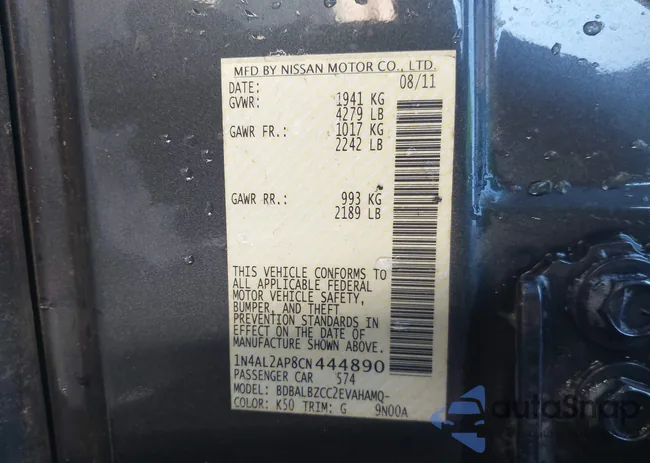 MFD BY NISSAN MOTOR CO., LTD.
DATE: 08/11
GVWR: 1941 KG
4279 LB
GAWR FR.: 1017 KG
2242 LB
GAWR RR.: 993 KG
2189 LB
THIS VEHICLE CONFORMS TO
ALL APPLICABLE FEDERAL
MOTOR VEHICLE SAFETY,
BUMPER, AND THEFT
PREVENTION STANDARDS IN
EFFECT ON THE DATE OF
MANUFACTURE SHOWN ABOVE.
1N4AL2AP8CN444890
PASSENGER CAR S74
MODEL: BDBALBZCC2EVAHAMQ-
COLOR: K50 TRIM: G 9N00A
autoSnap